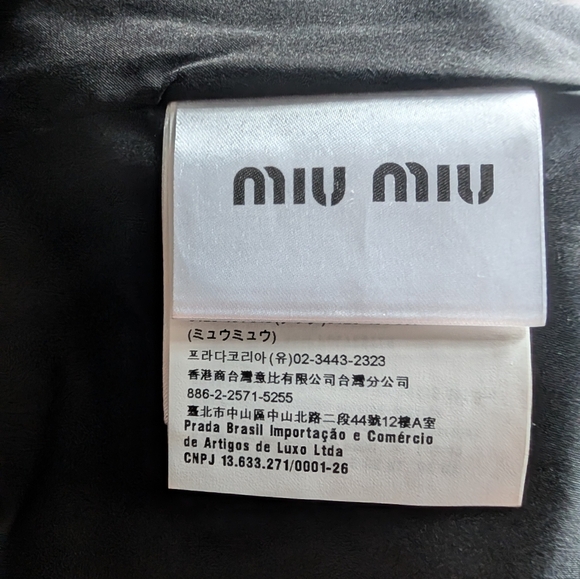 miu miu
(ミュウミュウ)
프라다코리아(유)02-3443-2323
香港商台灣意比有限公司台灣分公司
886-2-2571-5255
臺北市中山區中山北路二段44號12樓A室
Prada Brasil Importação e Comércio
de Artigos de Luxo Ltda
CNPJ 13.633.271/0001-26